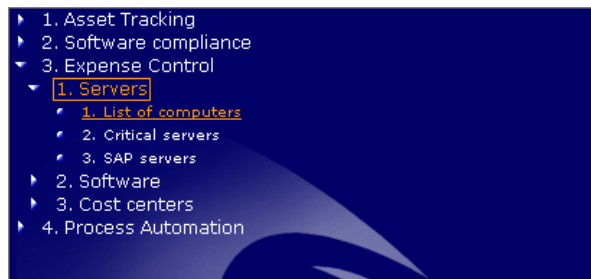 1. Asset Tracking
2. Software compliance
3. Expense Control
1. Servers
1. List of computers
2. Critical servers
3. SAP servers
2. Software
3. Cost centers
4. Process Automation